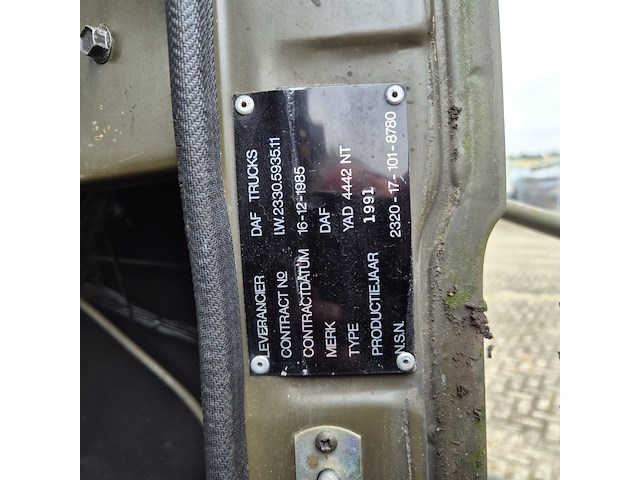 LEVERANCIER DAF TRUCKS
CONTRACT No I.W.2330.5935.11
CONTRACTDATUM 16-12-1985
MERK DAF
TYPE YAD 4442 NT
PRODUCTIEJAAR 1991
N.S.N. 2320-17-101-8780